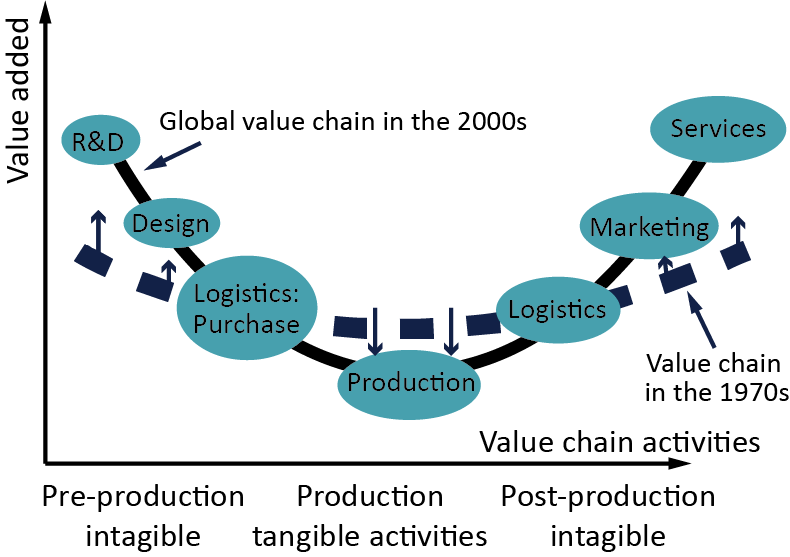 Value added
Global value chain in the 2000s
R&D
Services
Design
Marketing
Logistics:
Purchase
Logistics
Production
Value chain
in the 1970s
Value chain activities
Pre-production
intagible
Production
tangible activities
Post-production
intagible